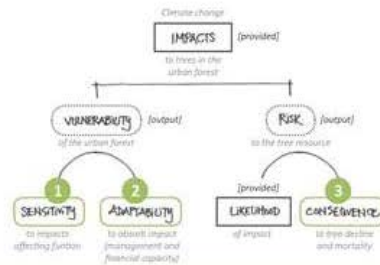 Climate change
IMPACTS [provided]
to trees in the
urban forest
VULNERABILITY [output]
of the urban forest
RISK [output]
to the tree resource
1
SENSITIVITY
to impacts
affecting funtion
2
ADAPTABILITY
to absorb impact
(management and
financial capacity)
[provided]
LIKELIHOOD
of impact
3
CONSEQUENCE
to tree decline
and mortality